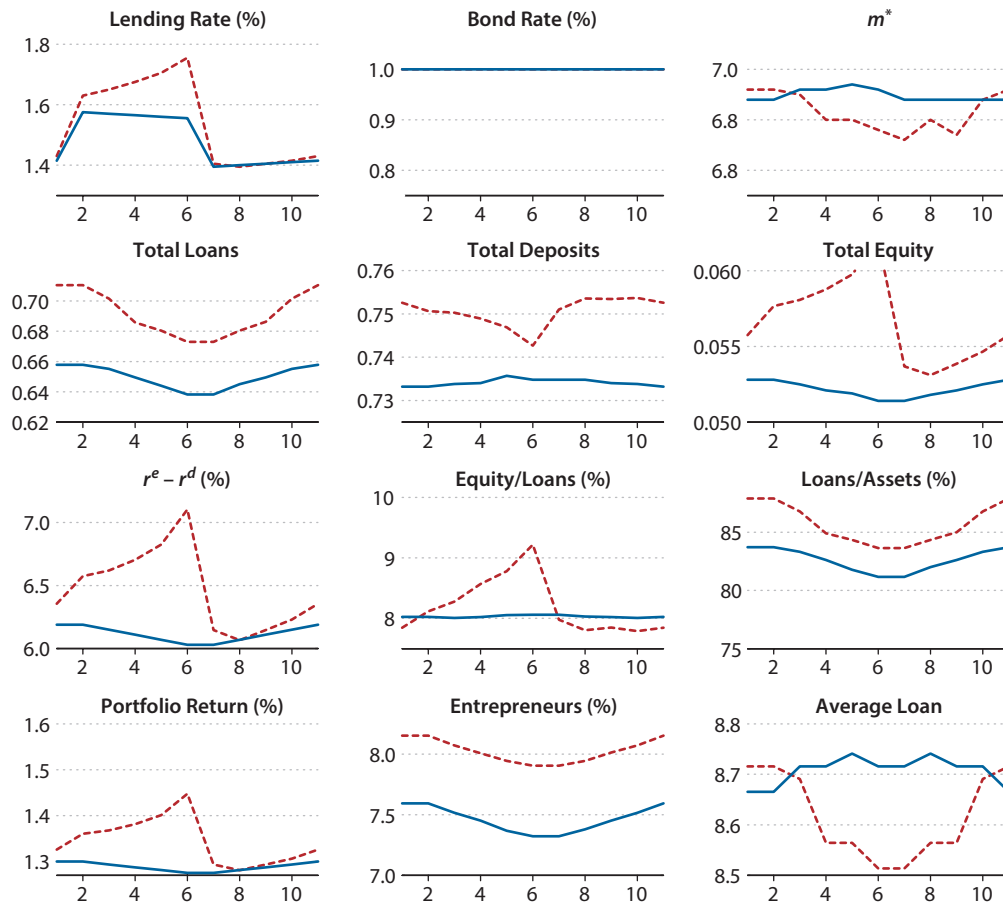 Lending Rate (%)
1.8
1.6
1.4
2 4 6 8 10
Bond Rate (%)
1.0
0.9
0.8
2 4 6 8 10
m*
7.0
6.8
6.8
2 4 6 8 10
Total Loans
0.70
0.68
0.66
0.64
0.62
2 4 6 8 10
Total Deposits
0.76
0.75
0.74
0.73
2 4 6 8 10
Total Equity
0.060
0.055
0.050
2 4 6 8 10
r^e – r^d (%)
7.0
6.5
6.0
2 4 6 8 10
Equity/Loans (%)
10
9
8
2 4 6 8 10
Loans/Assets (%)
85
80
75
2 4 6 8 10
Portfolio Return (%)
1.6
1.5
1.4
1.3
2 4 6 8 10
Entrepreneurs (%)
8.0
7.5
7.0
2 4 6 8 10
Average Loan
8.8
8.7
8.6
8.5
2 4 6 8 10